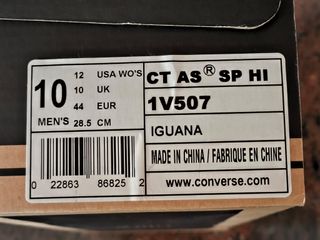 10
MEN'S
12 USA WO'S
10 UK
44 EUR
28.5 CM
0 22863 86825 2
CT AS® SP HI
1V507
IGUANA
MADE IN CHINA / FABRIQUE EN CHINE
www.converse.com